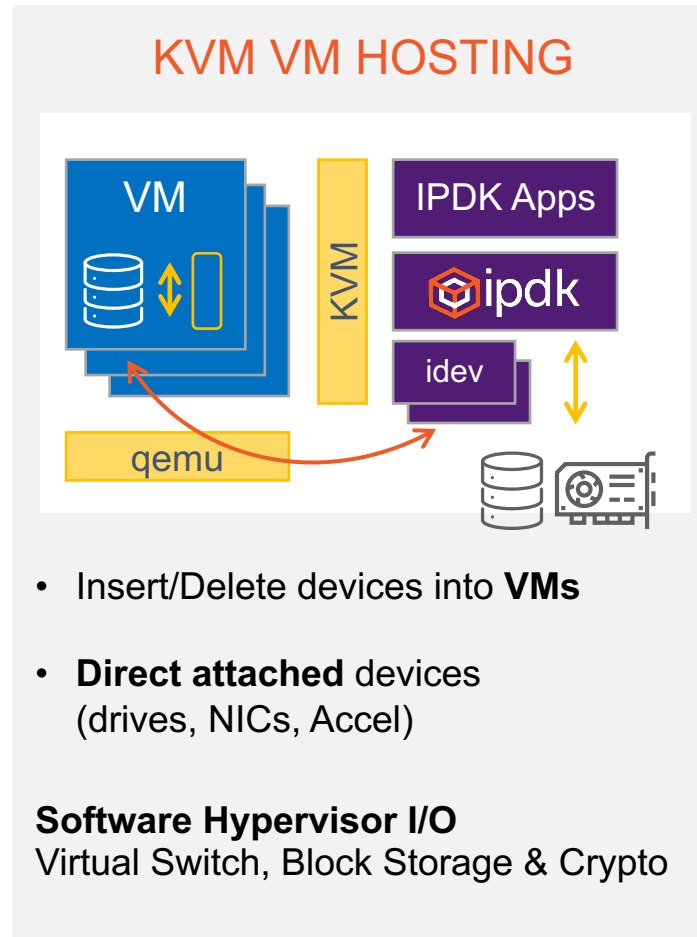 KVM VM HOSTING
VM
KVM
IPDK Apps
ipdk
idev
qemu
• Insert/Delete devices into VMs
• Direct attached devices
(drives, NICs, Accel)
Software Hypervisor I/O
Virtual Switch, Block Storage & Crypto